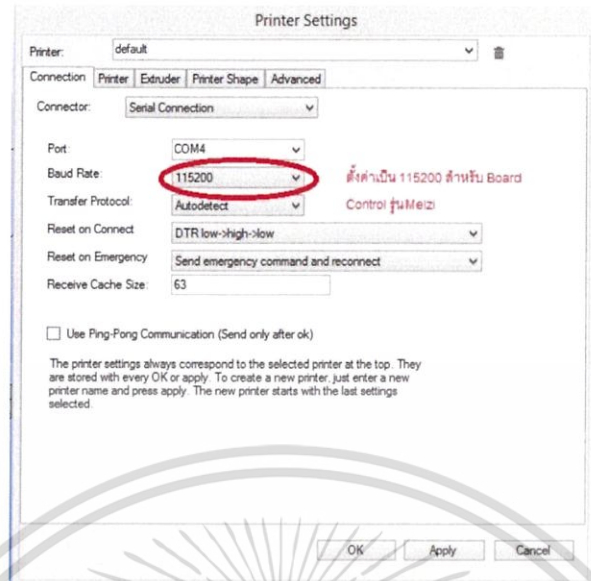 Printer Settings
Printer: default
Connection Printer Extruder Printer Shape Advanced
Connector: Serial Connection
Port: COM4
Baud Rate: 115200 ตั้งค่าเป็น 115200 สำหรับ Board
Transfer Protocol: Autodetect Control รุ่น Meizi
Reset on Connect DTR low->high->low
Reset on Emergency Send emergency command and reconnect
Receive Cache Size: 63
Use Ping-Pong Communication (Send only after ok)
The printer settings always correspond to the selected printer at the top. They
are stored with every OK or apply. To create a new printer, just enter a new
printer name and press apply. The new printer starts with the last settings
selected.
OK Apply Cancel